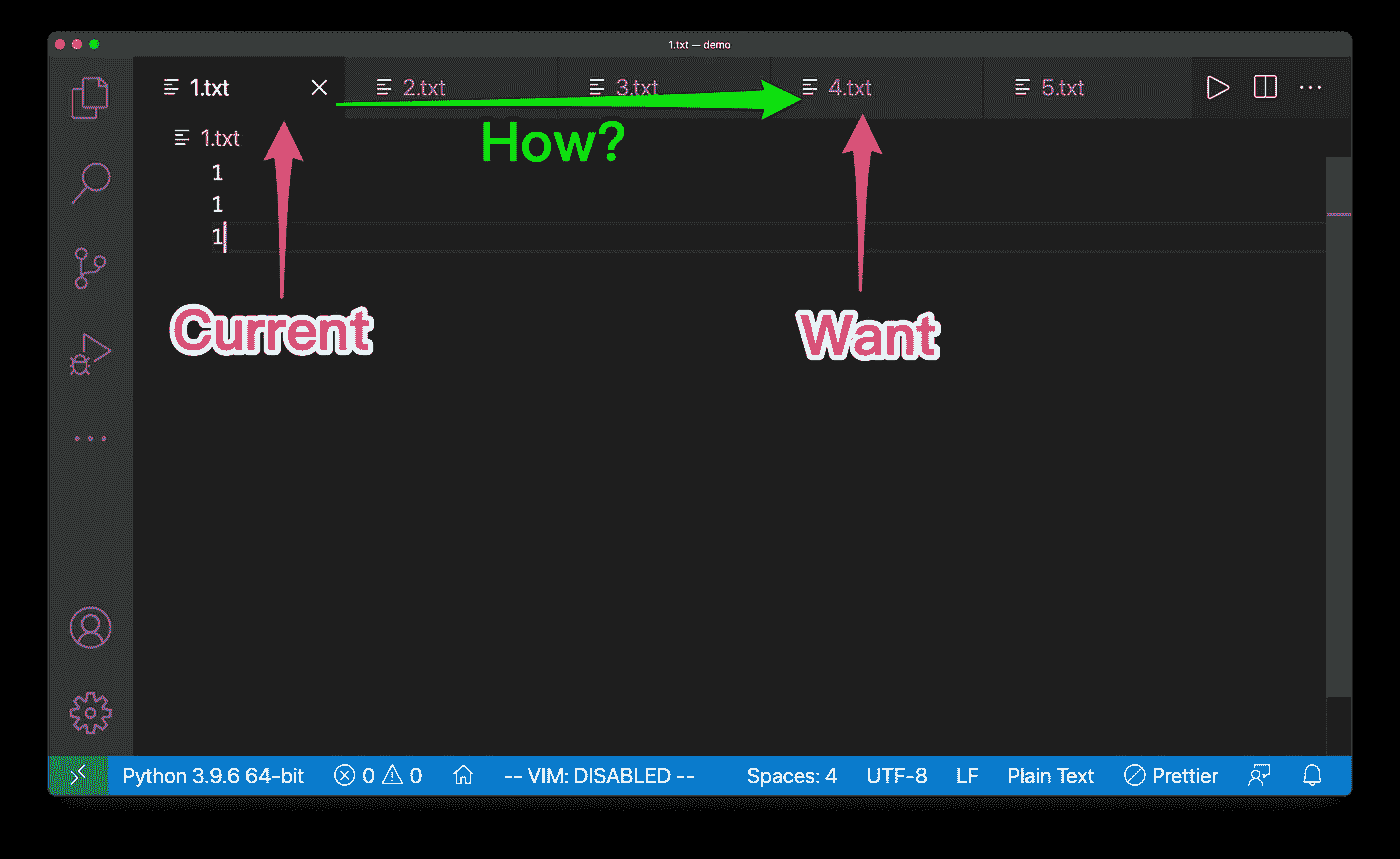 1.txt — demo
1.txt 2.txt 3.txt 4.txt 5.txt
How?
1.txt
1
1
1
Current Want
Python 3.9.6 64-bit 0 0 -- VIM: DISABLED -- Spaces: 4 UTF-8 LF Plain Text Prettier